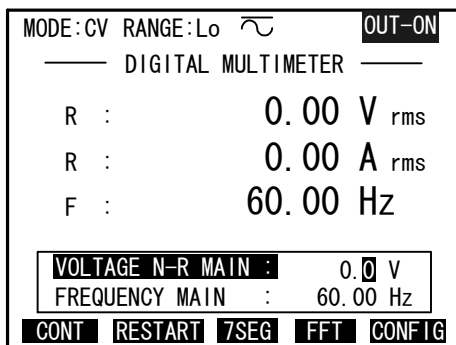 MODE:CV RANGE:Lo OUT-ON
DIGITAL MULTIMETER
R : 0.00 V rms
R : 0.00 A rms
F : 60.00 Hz
VOLTAGE N-R MAIN : 0.0 V
FREQUENCY MAIN : 60.00 Hz
CONT RESTART 7SEG FFT CONFIG